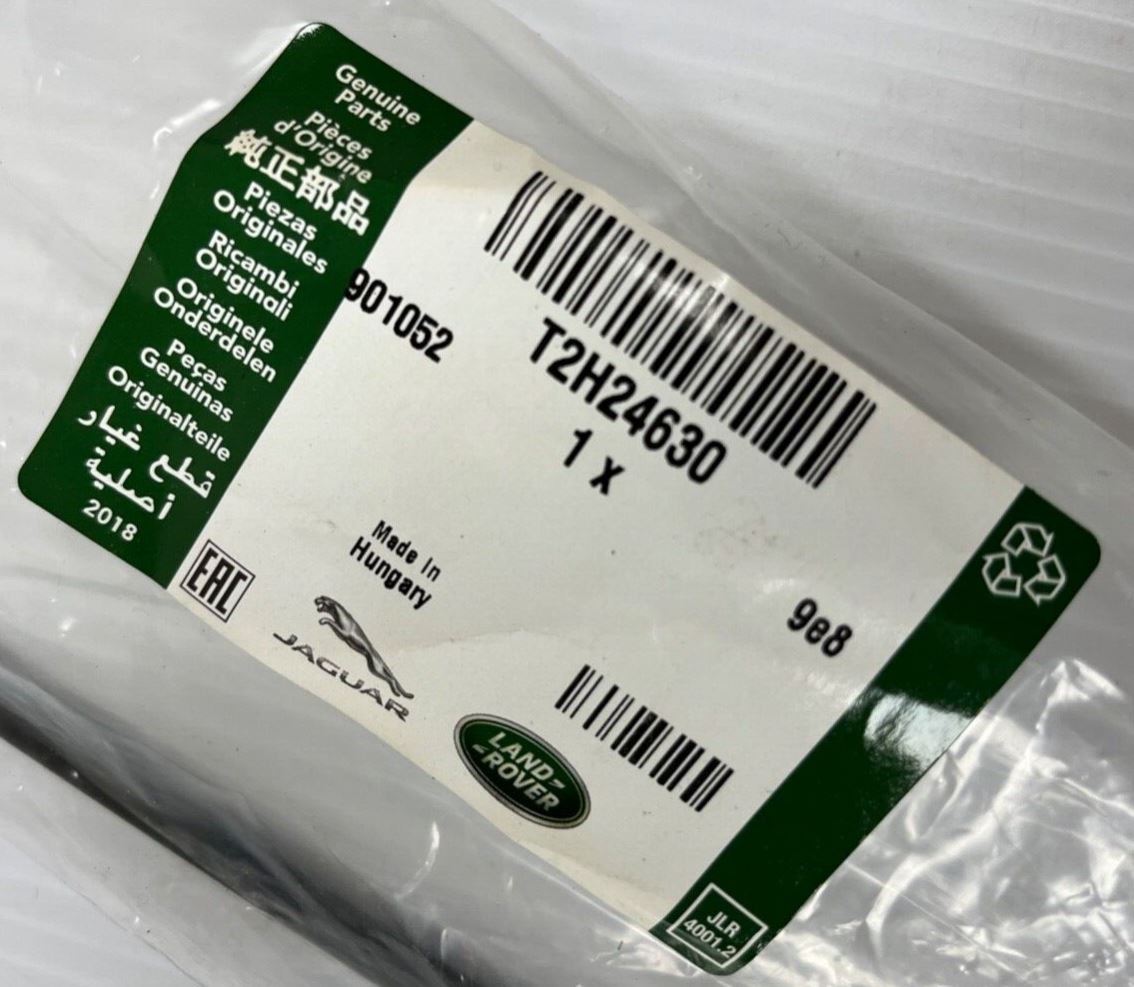 Genuine
Parts
Pièces
d'Origine
純正部品
Piezas
Originales
Ricambi
Originali
Originele
Onderdelen
Peças
Genuínas
Originalteile
قطع غيار
أصلية
2018
901052
T2H24630
1 x
Made In
Hungary
9e8
EAC
JAGUAR
LAND
ROVER
JLR
4001.2